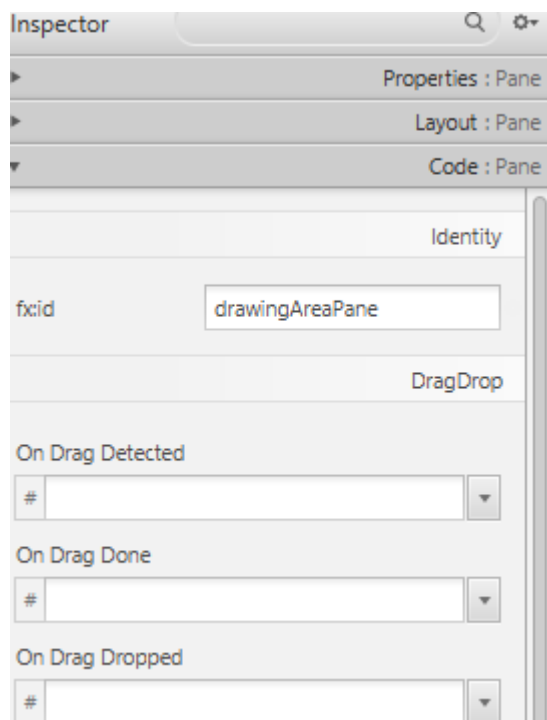 Inspector
Properties : Pane
Layout : Pane
Code : Pane
Identity
fx:id drawingAreaPane
DragDrop
On Drag Detected
#
On Drag Done
#
On Drag Dropped
#